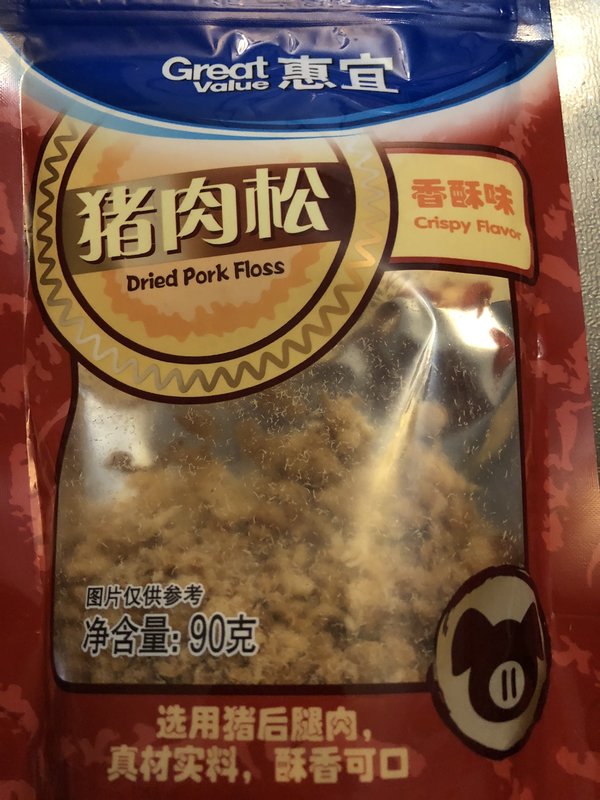 Great Value 惠宜
猪肉松
Dried Pork Floss
香酥味
Crispy Flavor
图片仅供参考
净含量: 90克
选用猪后腿肉,
真材实料, 酥香可口